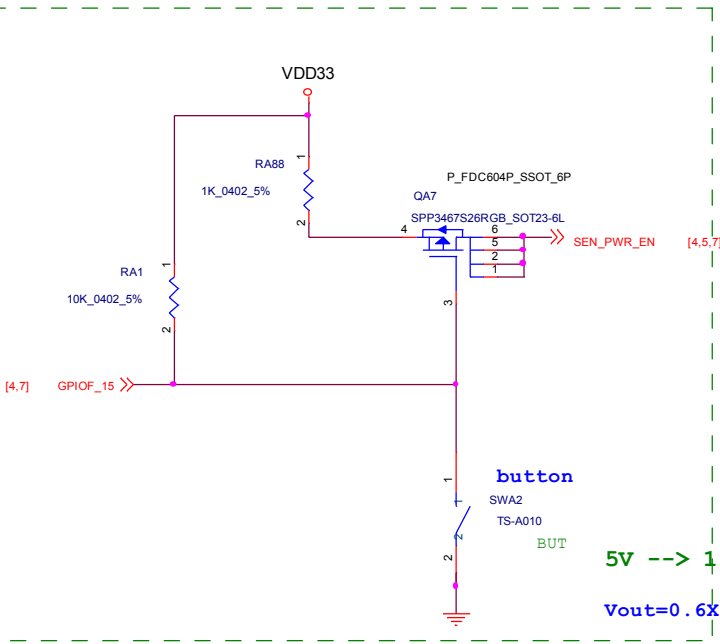 VDD33
1
RA88
1K_0402_5%
2
P_FDC604P_SSOT_6P
QA7
SPP3467S26RGB_SOT23-6L
4
6
5
2
1
3
SEN_PWR_EN
[4,5,7]
RA1
10K_0402_5%
1
2
[4,7]
GPIOF_15
button
1
1
SWA2
TS-A010
2
BUT
2
5V --> 1
Vout=0.6X